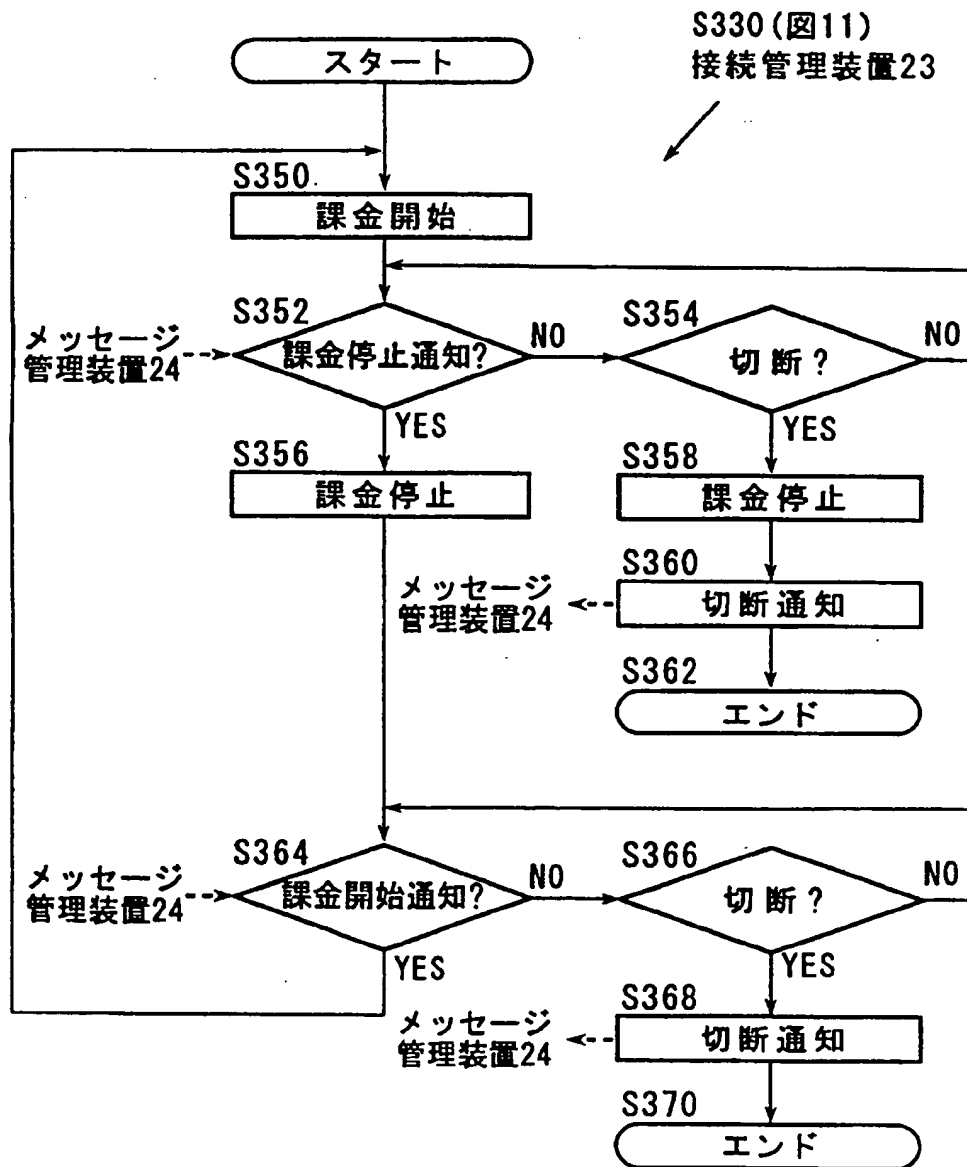 S330(図11)
接続管理装置23
スタート
S350
課金開始
S352
課金停止通知?
メッセージ
管理装置24
NO
YES
S354
切断?
NO
YES
S356
課金停止
S358
課金停止
S360
切断通知
メッセージ
管理装置24
S362
エンド
S364
課金開始通知?
メッセージ
管理装置24
NO
YES
S366
切断?
NO
YES
S368
切断通知
メッセージ
管理装置24
S370
エンド